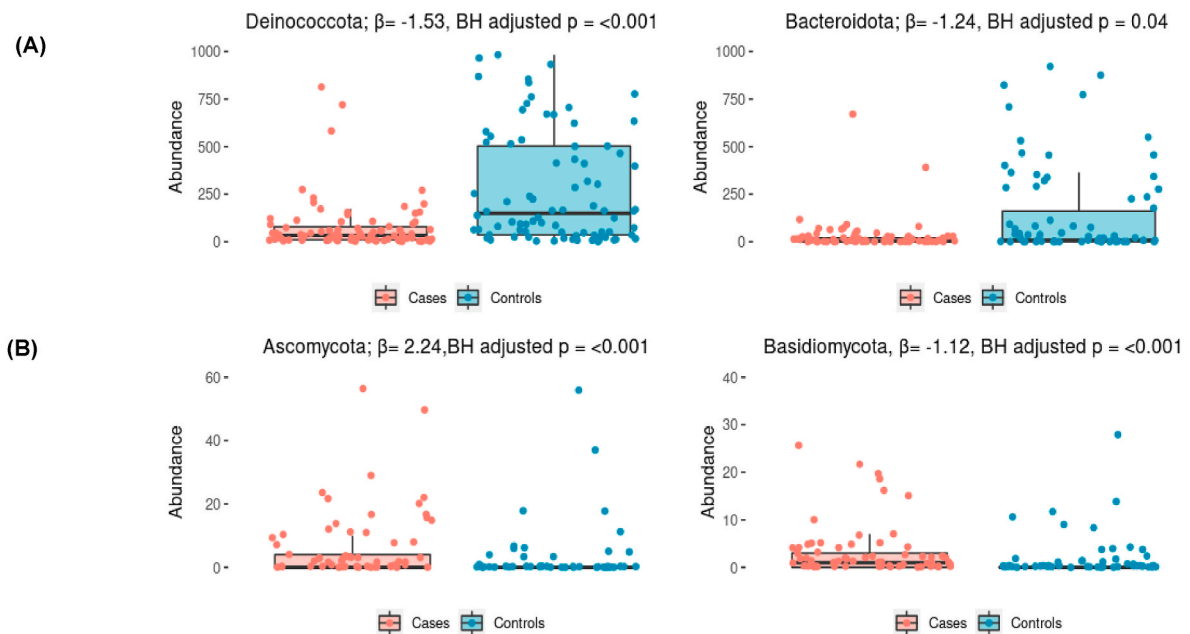 (A)
Deinococcota; β= -1.53, BH adjusted p = <0.001
Bacteroidota; β= -1.24, BH adjusted p = 0.04
Abundance
1000
750
500
250
0
Abundance
1000
750
500
250
0
Cases Controls
Cases Controls
(B)
Ascomycota; β= 2.24,BH adjusted p = <0.001
Basidiomycota, β= -1.12, BH adjusted p = <0.001
Abundance
60
40
20
0
Abundance
40
30
20
10
0
Cases Controls
Cases Controls